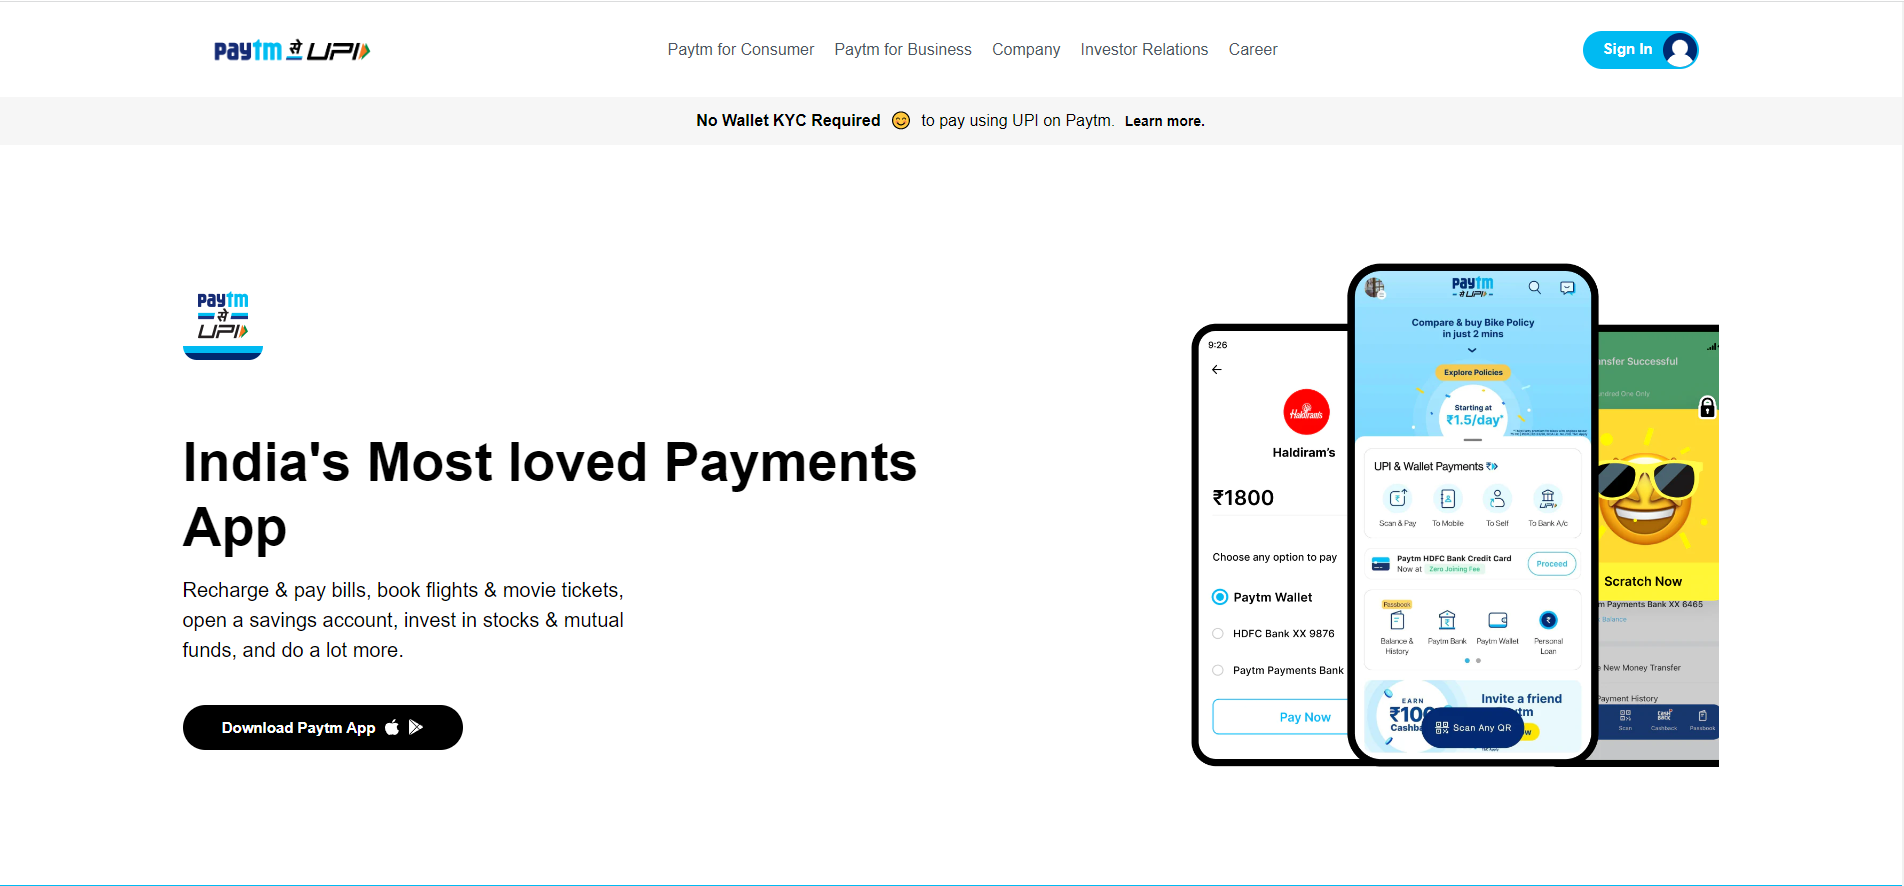 paytm से UPI
Paytm for Consumer Paytm for Business Company Investor Relations Career
Sign In
No Wallet KYC Required 😊 to pay using UPI on Paytm. Learn more.
paytm
से
UPI
India's Most loved Payments
App
Recharge & pay bills, book flights & movie tickets,
open a savings account, invest in stocks & mutual
funds, and do a lot more.
Download Paytm App
9:26
Haldiram's
Haldiram's
₹1800
Choose any option to pay
Paytm Wallet
HDFC Bank XX 9876
Paytm Payments Bank
Pay Now
paytm
से UPI
Compare & buy Bike Policy
in just 2 mins
Explore Policies
Starting at
₹1.5/day*
UPI & Wallet Payments
Scan & Pay To Mobile To Self To Bank A/c
UPI
Paytm HDFC Bank Credit Card
Now at Zero Joining Fee
Proceed
Passbook
Balance & History Paytm Bank Paytm Wallet Personal Loan
EARN
₹100
Cashba
Invite a friend
ytm
w
Scan Any QR
nsfer Successful
undred One Only
Scratch Now
m Payments Bank XX 6465
Balance
New Money Transfer
Payment History
Scan Cashback Passbook